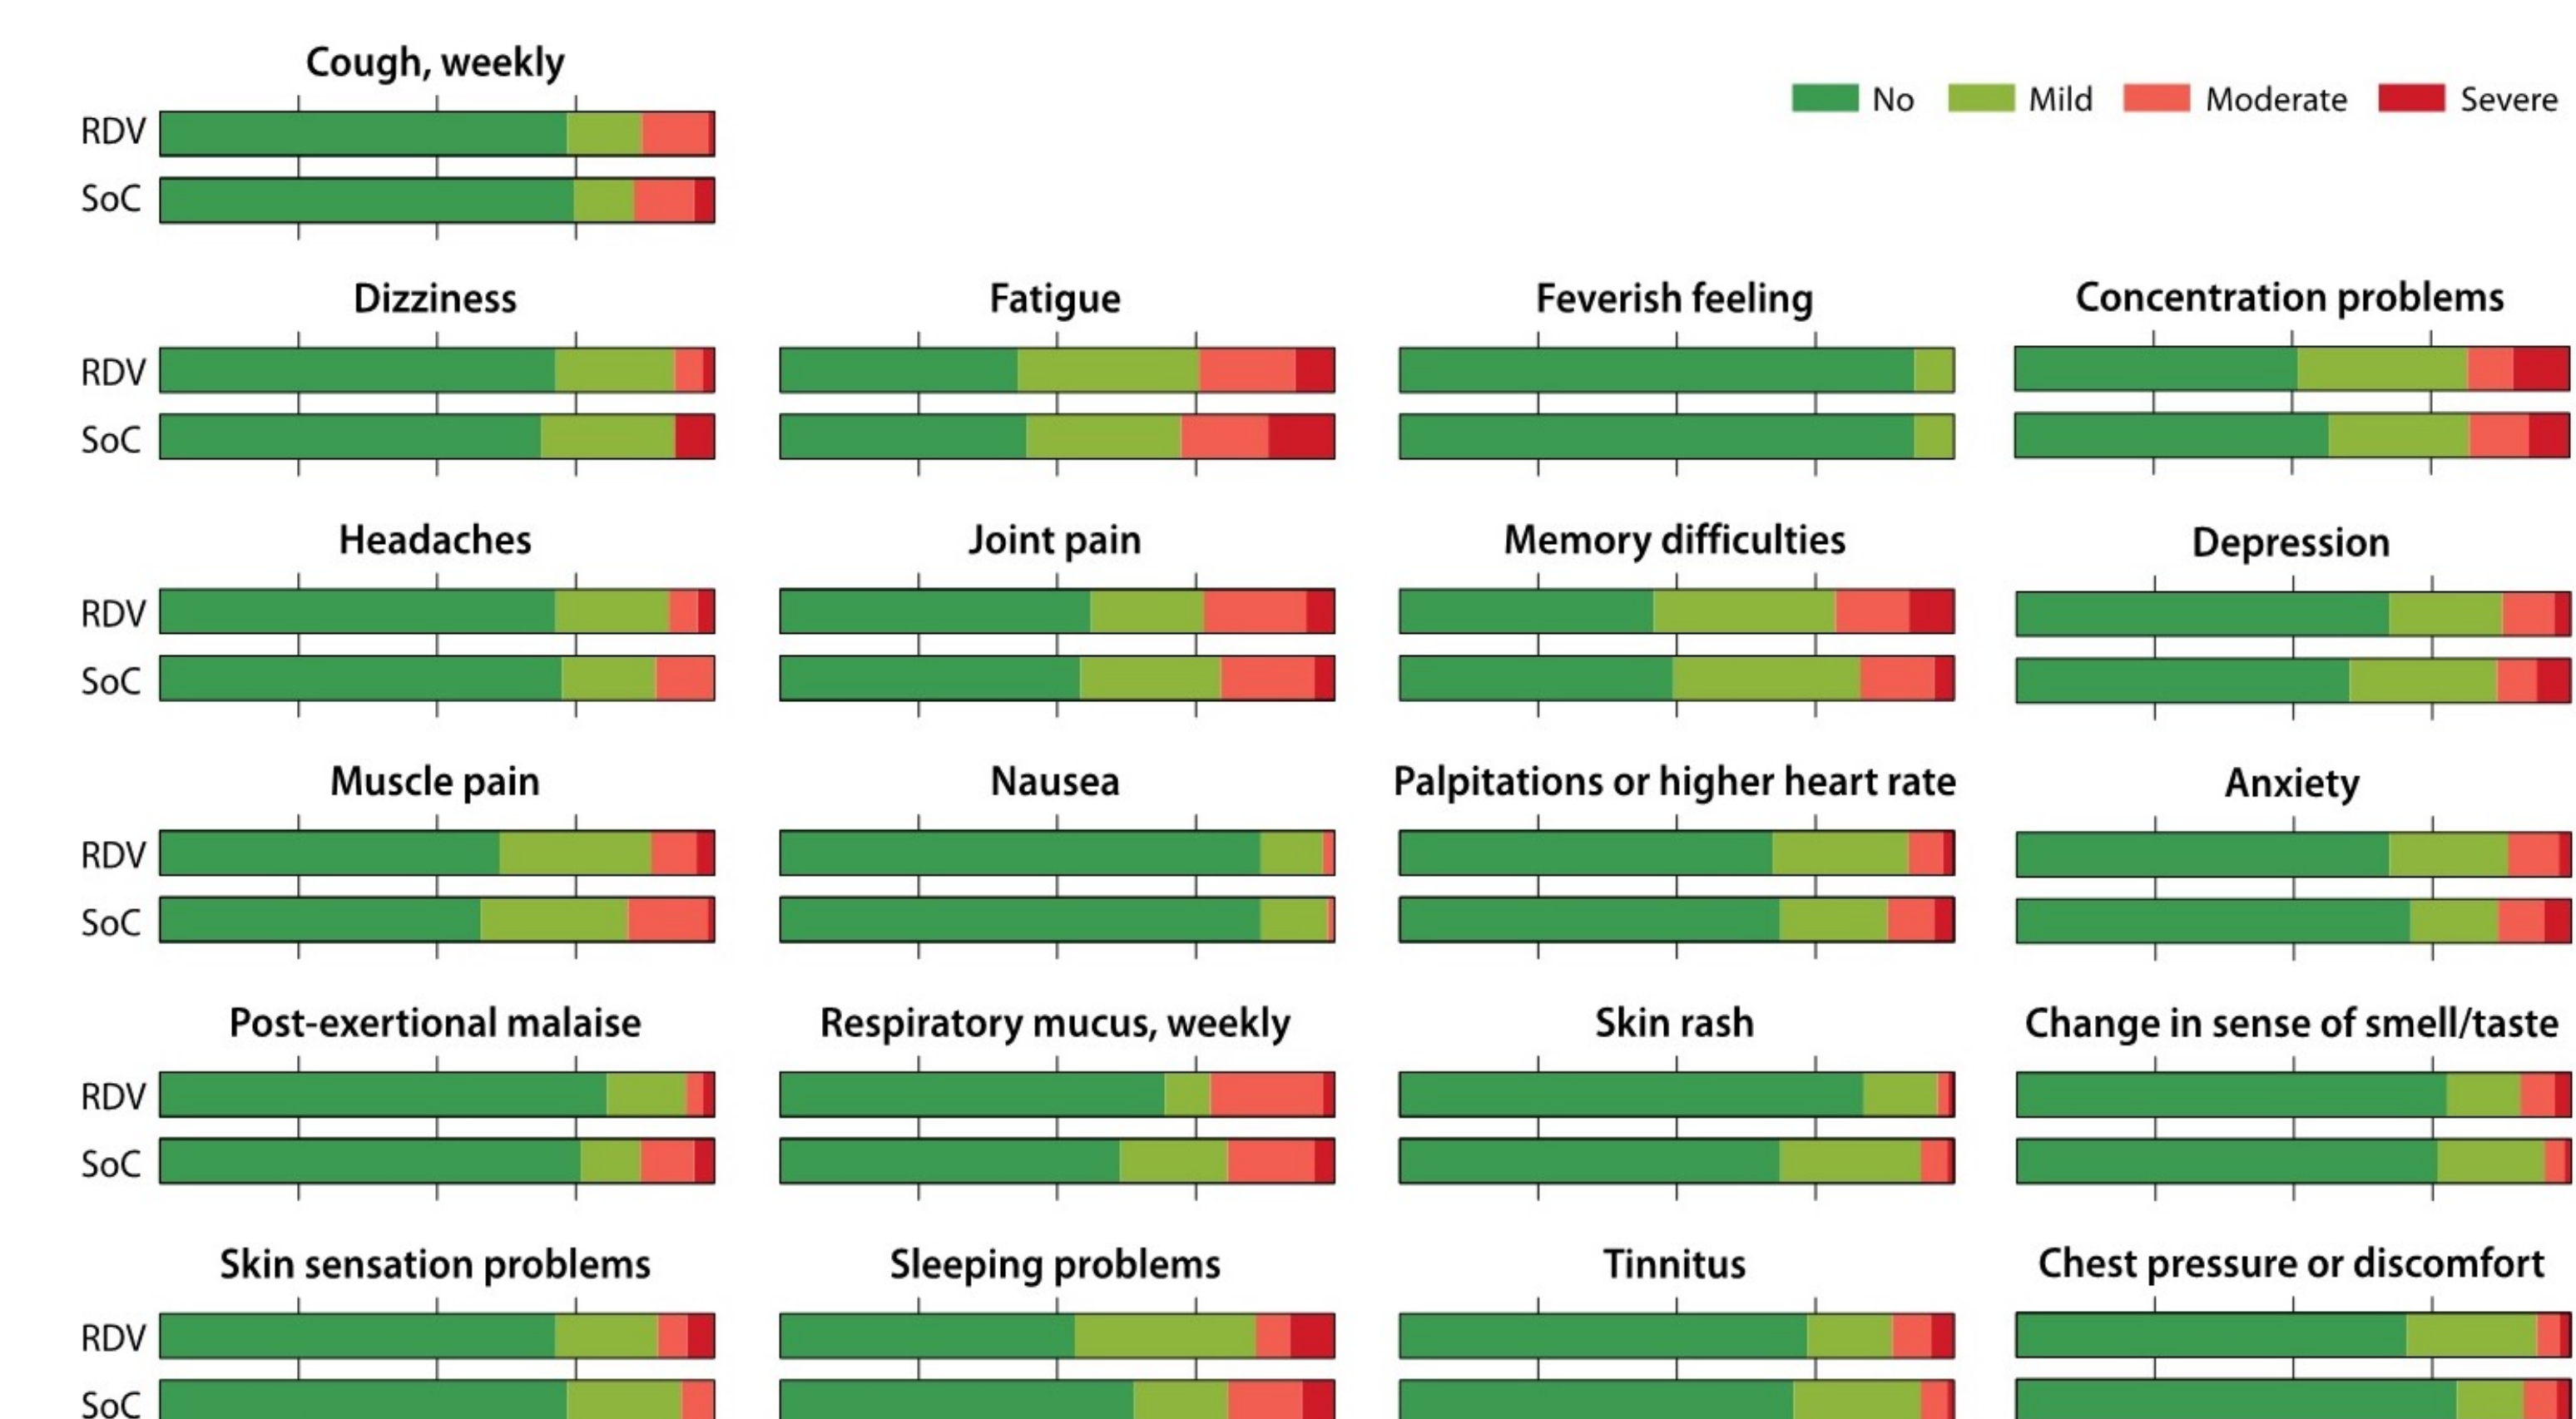 Cough, weekly
No Mild Moderate Severe
RDV
SoC
Dizziness Fatigue Feverish feeling Concentration problems
RDV
SoC
Headaches Joint pain Memory difficulties Depression
RDV
SoC
Muscle pain Nausea Palpitations or higher heart rate Anxiety
RDV
SoC
Post-exertional malaise Respiratory mucus, weekly Skin rash Change in sense of smell/taste
RDV
SoC
Skin sensation problems Sleeping problems Tinnitus Chest pressure or discomfort
RDV
SoC